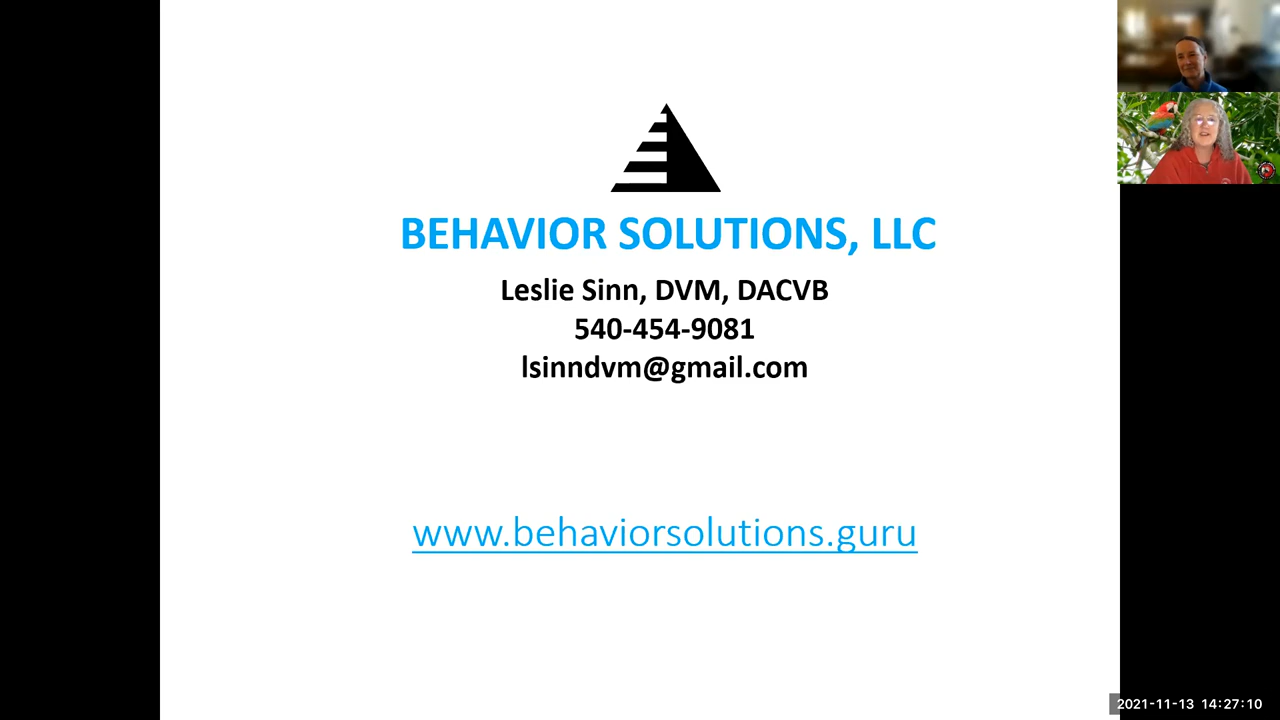 BEHAVIOR SOLUTIONS, LLC
Leslie Sinn, DVM, DACVB
540-454-9081
lsinndvm@gmail.com
www.behaviorsolutions.guru
2021-11-13 14:27:10